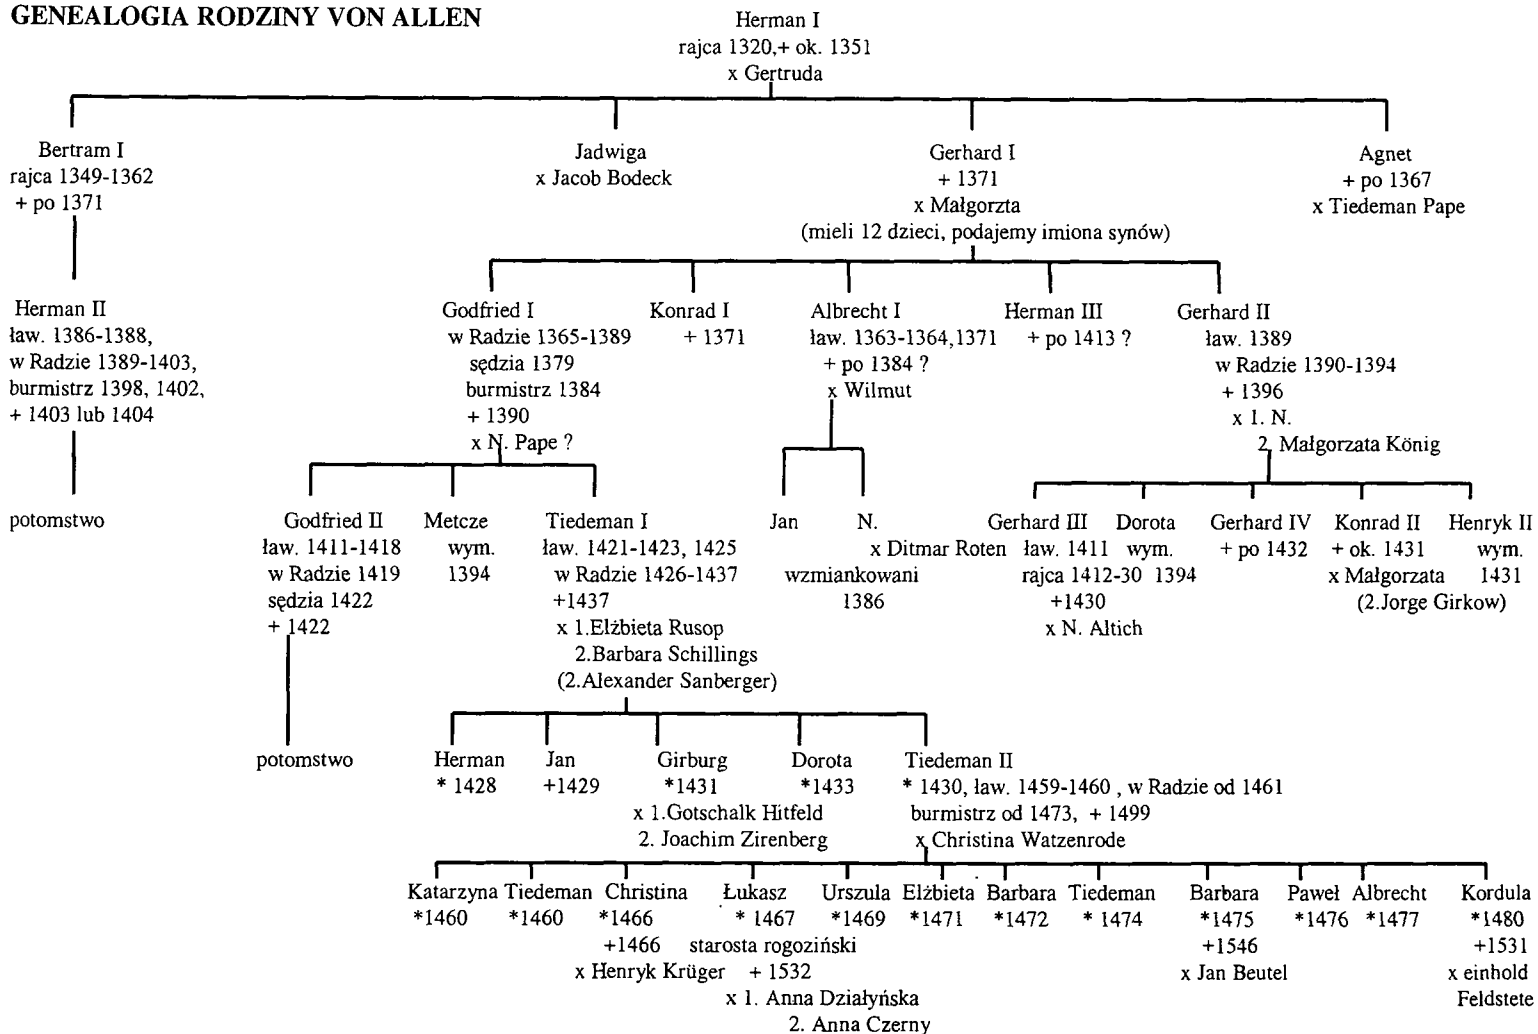 GENEALOGIA RODZINY VON ALLEN
Herman I
rajca 1320,+ ok. 1351
x Gertruda
Bertram I
rajca 1349-1362
+ po 1371
Jadwiga
x Jacob Bodeck
Gerhard I
+ 1371
x Małgorzta
(mieli 12 dzieci, podajemy imiona synów)
Agnet
+ po 1367
x Tiedeman Pape
Herman II
ław. 1386-1388,
w Radzie 1389-1403,
burmistrz 1398, 1402,
+ 1403 lub 1404
Godfried I
w Radzie 1365-1389
sędzia 1379
burmistrz 1384
+ 1390
x N. Pape ?
Konrad I
+ 1371
Albrecht I
ław. 1363-1364,1371
+ po 1384 ?
x Wilmut
Herman III
+ po 1413 ?
Gerhard II
ław. 1389
w Radzie 1390-1394
+ 1396
x 1. N.
2. Małgorzata König
potomstwo
Godfried II
ław. 1411-1418
w Radzie 1419
sędzia 1422
+ 1422
Metcze
wym.
1394
Tiedeman I
ław. 1421-1423, 1425
w Radzie 1426-1437
+1437
x 1.Elżbieta Rusop
2.Barbara Schillings
(2.Alexander Sanberger)
Jan
N.
x Ditmar Roten
wzmiankowani
1386
Gerhard III
ław. 1411
rajca 1412-30
+1430
x N. Altich
Dorota
wym.
1394
Gerhard IV
+ po 1432
Konrad II
+ ok. 1431
x Małgorzata
(2.Jorge Girkow)
Henryk II
wym.
1431
potomstwo
Herman
* 1428
Jan
+1429
Girburg
*1431
x 1.Gotschalk Hitfeld
2. Joachim Zirenberg
Dorota
*1433
Tiedeman II
* 1430, ław. 1459-1460 , w Radzie od 1461
burmistrz od 1473, + 1499
x Christina Watzenrode
Katarzyna
*1460
Tiedeman
*1460
Christina
*1466
+1466
x Henryk Krüger
Łukasz
* 1467
starosta rogoziński
+ 1532
x 1. Anna Działyńska
2. Anna Czerny
Urszula
*1469
Elżbieta
*1471
Barbara
*1472
Tiedeman
* 1474
Barbara
*1475
+1546
x Jan Beutel
Paweł
*1476
Albrecht
*1477
Kordula
*1480
+1531
x einhold
Feldstete